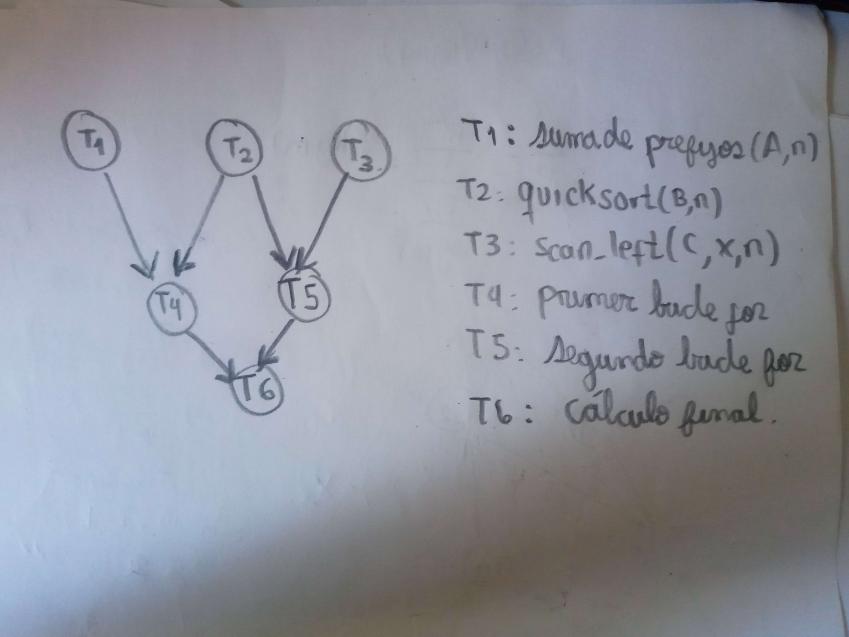 T1
T2
T3
T4
T5
T6
T1: suma de prefijos (A,n)
T2: quicksort(B,n)
T3: scan_left(C,x,n)
T4: primer bucle for
T5: segundo bucle for
T6: cálculo final.